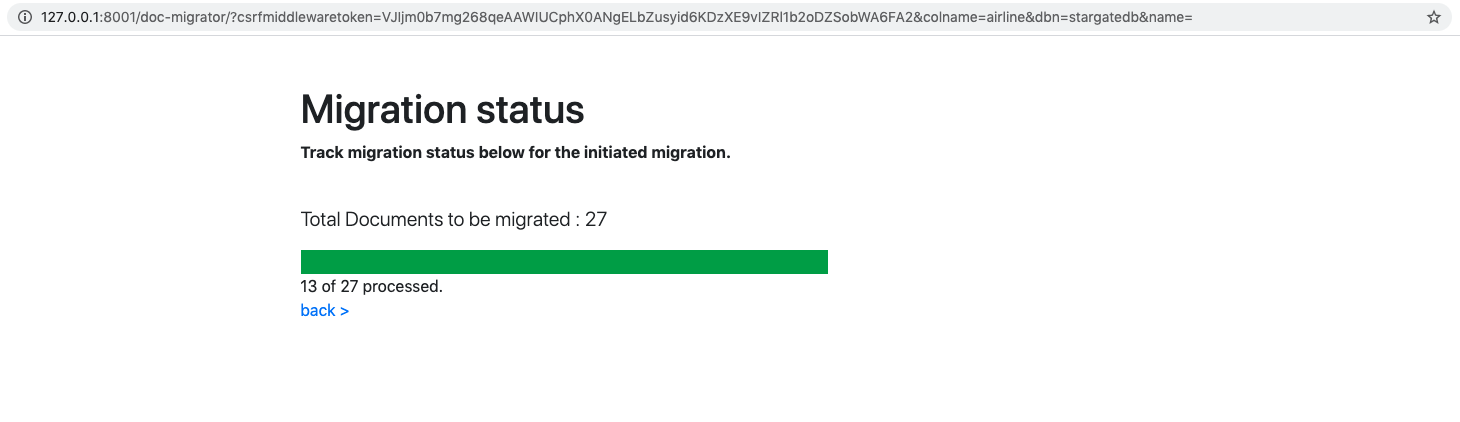 127.0.0.1:8001/doc-migrator/?csrfmiddlewaretoken=VJljm0b7mg268qeAAWlUCphX0ANgELbZusyid6KDzXE9vlZRl1b2oDZSobWA6FA2&colname=airline&dbn=stargatedb&name=
Migration status
Track migration status below for the initiated migration.
Total Documents to be migrated : 27
13 of 27 processed.
back >